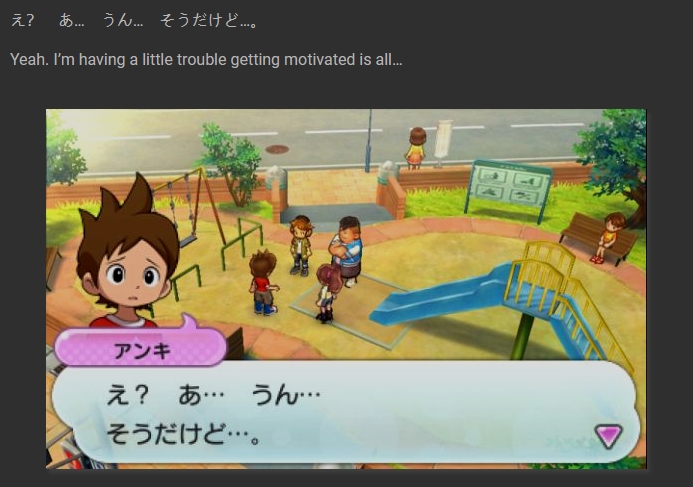 え？　あ…　うん…　そうだけど…。
Yeah. I’m having a little trouble getting motivated is all…
アンキ
え？　あ…　うん…
そうだけど…。